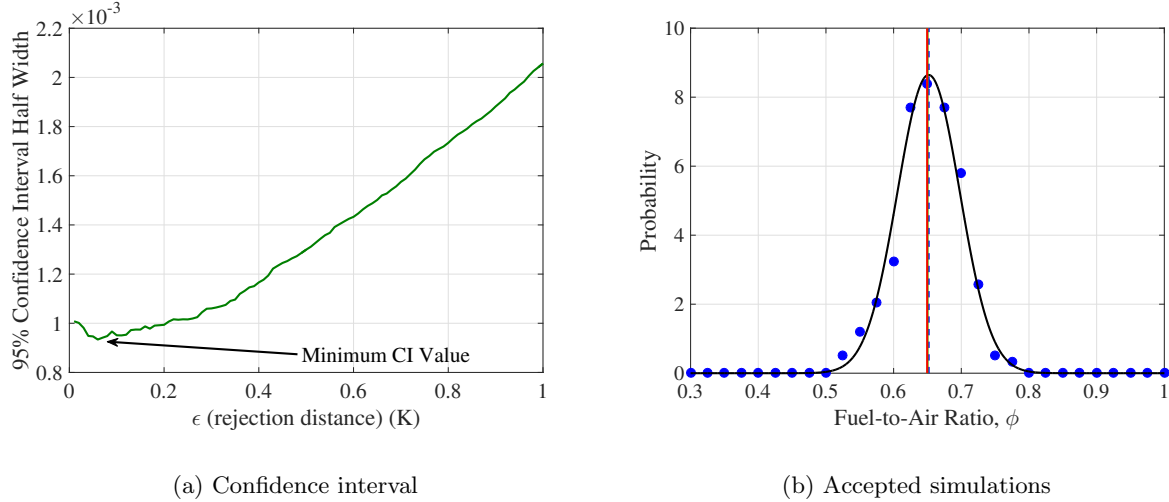 ×10⁻³
2.2
2
1.8
1.6
1.4
1.2
1
0.8
95% Confidence Interval Half Width
Minimum CI Value
0 0.2 0.4 0.6 0.8 1
ϵ (rejection distance) (K)
(a) Confidence interval
10
8
6
4
2
0
Probability
0.3 0.4 0.5 0.6 0.7 0.8 0.9 1
Fuel-to-Air Ratio, ϕ
(b) Accepted simulations